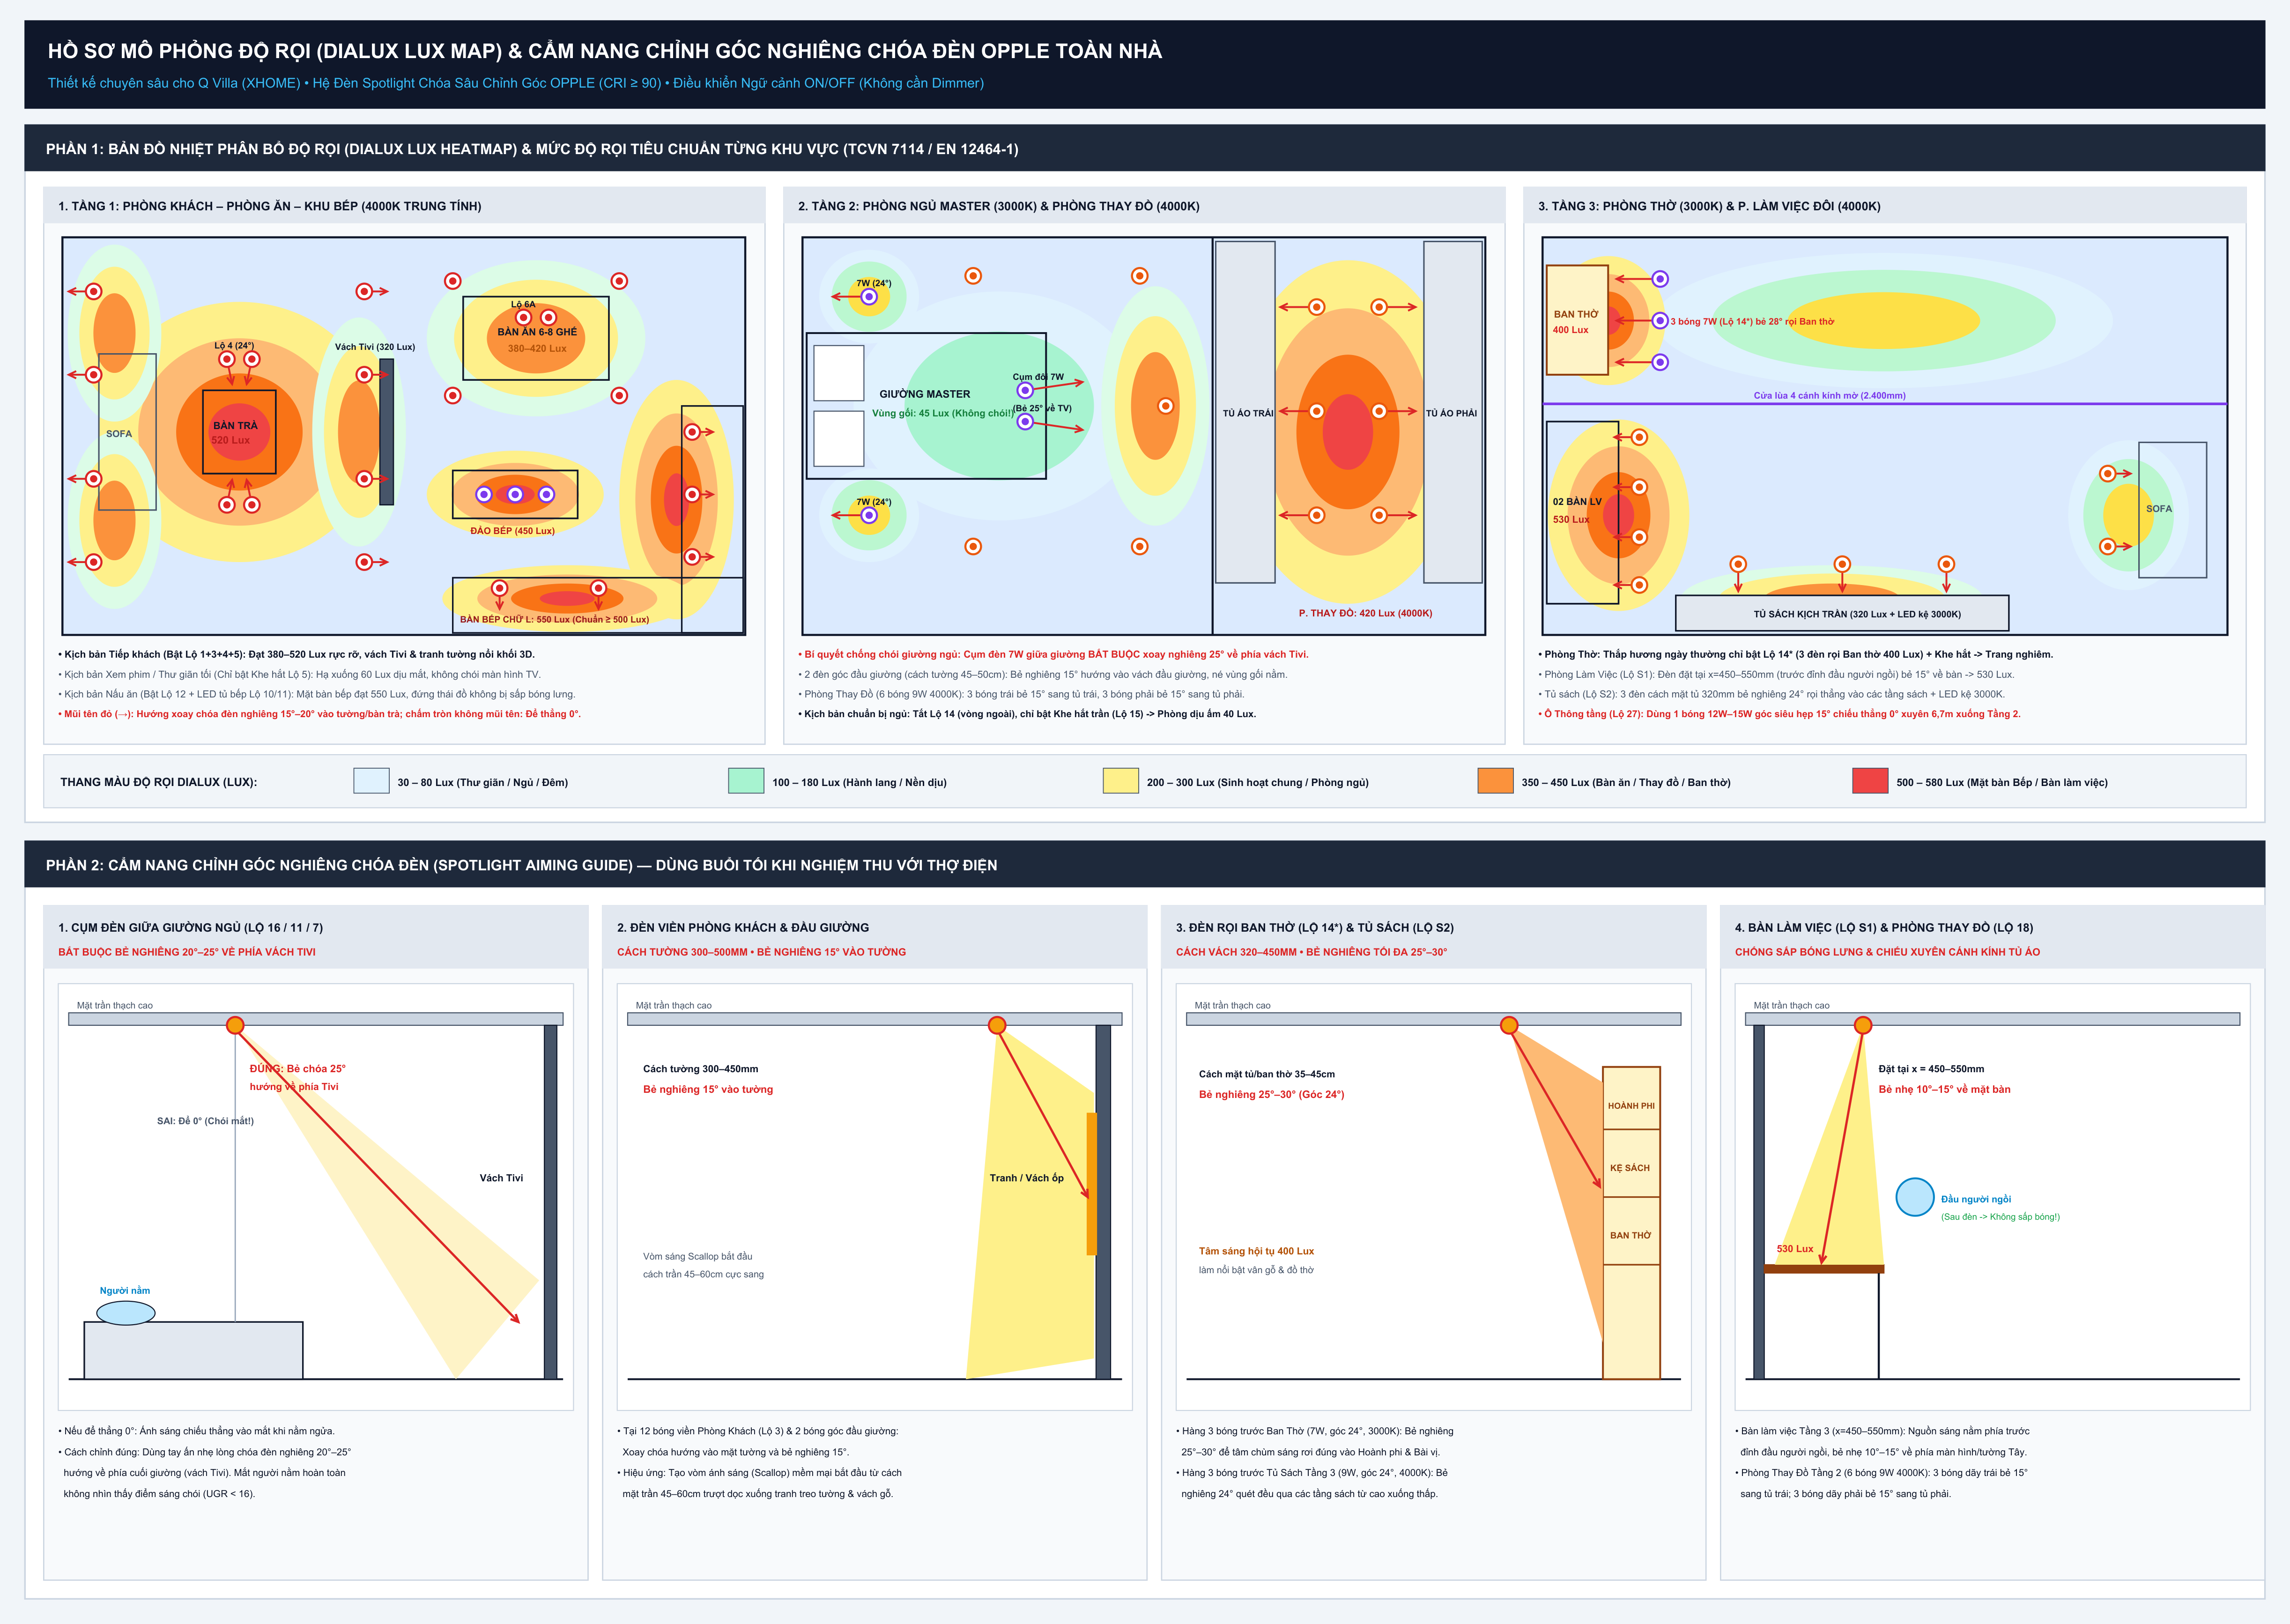 HỒ SƠ MÔ PHỎNG ĐỘ RỌI (DIALUX LUX MAP) & CẨM NANG CHỈNH GÓC NGHIÊNG CHÓA ĐÈN OPPLE TOÀN NHÀ
Thiết kế chuyên sâu cho Q Villa (XHOME) • Hệ Đèn Spotlight Chóa Sâu Chỉnh Góc OPPLE (CRI ≥ 90) • Điều khiển Ngữ cảnh ON/OFF (Không cần Dimmer)
PHẦN 1: BẢN ĐỒ NHIỆT PHÂN BỐ ĐỘ RỌI (DIALUX LUX HEATMAP) & MỨC ĐỘ RỌI TIÊU CHUẨN TỪNG KHU VỰC (TCVN 7114 / EN 12464-1)
1. TẦNG 1: PHÒNG KHÁCH – PHÒNG ĂN – KHU BẾP (4000K TRUNG TÍNH)
Lộ 6A
BÀN ĂN 6-8 GHẾ
380–420 Lux
Lộ 4 (24°)
Vách Tivi (320 Lux)
SOFA
BÀN TRÀ
520 Lux
ĐẢO BẾP (450 Lux)
BÀN BẾP CHỮ L: 550 Lux (Chuẩn ≥ 500 Lux)
• Kịch bản Tiếp khách (Bật Lộ 1+3+4+5): Đạt 380–520 Lux rực rỡ, vách Tivi & tranh tường nổi khối 3D.
• Kịch bản Xem phim / Thư giãn tối (Chỉ bật Khe hắt Lộ 5): Hạ xuống 60 Lux dịu mát, không chói màn hình TV.
• Kịch bản Nấu ăn (Bật Lộ 12 + LED tủ bếp Lộ 10/11): Mặt bàn bếp đạt 550 Lux, đứng thái đồ không bị sấp bóng lưng.
• Mũi tên đỏ (→): Hướng xoay chóa đèn nghiêng 15°–20° vào tường/bàn trà; chấm tròn không mũi tên: Để thẳng 0°.
2. TẦNG 2: PHÒNG NGỦ MASTER (3000K) & PHÒNG THAY ĐỒ (4000K)
7W (24°)
GIƯỜNG MASTER
Vùng gối: 45 Lux (Không chói!)
Cụm đôi 7W
(Bẻ 25° về TV)
7W (24°)
TỦ ÁO TRÁI
TỦ ÁO PHẢI
P. THAY ĐỒ: 420 Lux (4000K)
• Bí quyết chống chói giường ngủ: Cụm đèn 7W giữa giường BẮT BUỘC xoay nghiêng 25° về phía vách Tivi.
• 2 đèn góc đầu giường (cách tường 45–50cm): Bẻ nghiêng 15° hướng vào vách đầu giường, né vùng gối nằm.
• Phòng Thay Đồ (6 bóng 9W 4000K): 3 bóng trái bẻ 15° sang tủ trái, 3 bóng phải bẻ 15° sang tủ phải.
• Kịch bản chuẩn bị ngủ: Tắt Lộ 14 (vòng ngoài), chỉ bật Khe hắt trần (Lộ 15) -> Phòng dịu ấm 40 Lux.
3. TẦNG 3: PHÒNG THỜ (3000K) & P. LÀM VIỆC ĐÔI (4000K)
BAN THỜ
400 Lux
3 bóng 7W (Lộ 14*) bẻ 28° rọi Ban thờ
Cửa lùa 4 cánh kính mờ (2.400mm)
02 BÀN LV
530 Lux
SOFA
TỦ SÁCH KỊCH TRẦN (320 Lux + LED kệ 3000K)
• Phòng Thờ: Thắp hương ngày thường chỉ bật Lộ 14* (3 đèn rọi Ban thờ 400 Lux) + Khe hắt -> Trang nghiêm.
• Phòng Làm Việc (Lộ S1): Đèn đặt tại x=450–550mm (trước đỉnh đầu người ngồi) bẻ 15° về bàn -> 530 Lux.
• Tủ sách (Lộ S2): 3 đèn cách mặt tủ 320mm bẻ nghiêng 24° rọi thẳng vào các tầng sách + LED kệ 3000K.
• Ô Thông tầng (Lộ 27): Dùng 1 bóng 12W–15W góc siêu hẹp 15° chiếu thẳng 0° xuyên 6,7m xuống Tầng 2.
THANG MÀU ĐỘ RỌI DIALUX (LUX):
30 – 80 Lux (Thư giãn / Ngủ / Đêm)
100 – 180 Lux (Hành lang / Nền dịu)
200 – 300 Lux (Sinh hoạt chung / Phòng ngủ)
350 – 450 Lux (Bàn ăn / Thay đồ / Ban thờ)
500 – 580 Lux (Mặt bàn Bếp / Bàn làm việc)
PHẦN 2: CẨM NANG CHỈNH GÓC NGHIÊNG CHÓA ĐÈN (SPOTLIGHT AIMING GUIDE) — DÙNG BUỔI TỐI KHI NGHIỆM THU VỚI THỢ ĐIỆN
1. CỤM ĐÈN GIỮA GIƯỜNG NGỦ (LỘ 16 / 11 / 7)
BẮT BUỘC BẺ NGHIÊNG 20°–25° VỀ PHÍA VÁCH TIVI
Mặt trần thạch cao
ĐÚNG: Bẻ chóa 25°
hướng về phía Tivi
SAI: Để 0° (Chói mắt!)
Vách Tivi
Người nằm
• Nếu để thẳng 0°: Ánh sáng chiếu thẳng vào mắt khi nằm ngửa.
• Cách chỉnh đúng: Dùng tay ấn nhẹ lòng chóa đèn nghiêng 20°–25°
hướng về phía cuối giường (vách Tivi). Mắt người nằm hoàn toàn
không nhìn thấy điểm sáng chói (UGR < 16).
2. ĐÈN VIỀN PHÒNG KHÁCH & ĐẦU GIƯỜNG
CÁCH TƯỜNG 300–500MM • BẺ NGHIÊNG 15° VÀO TƯỜNG
Mặt trần thạch cao
Cách tường 300–450mm
Bẻ nghiêng 15° vào tường
Tranh / Vách ốp
Vòm sáng Scallop bắt đầu
cách trần 45–60cm cực sang
• Tại 12 bóng viền Phòng Khách (Lộ 3) & 2 bóng góc đầu giường:
Xoay chóa hướng vào mặt tường và bẻ nghiêng 15°.
• Hiệu ứng: Tạo vòm ánh sáng (Scallop) mềm mại bắt đầu từ cách
mặt trần 45–60cm trượt dọc xuống tranh treo tường & vách gỗ.
3. ĐÈN RỌI BAN THỜ (LỘ 14*) & TỦ SÁCH (LỘ S2)
CÁCH VÁCH 320–450MM • BẺ NGHIÊNG TỐI ĐA 25°–30°
Mặt trần thạch cao
Cách mặt tủ/ban thờ 35–45cm
Bẻ nghiêng 25°–30° (Góc 24°)
HOÀNH PHI
KỆ SÁCH
BAN THỜ
Tâm sáng hội tụ 400 Lux
làm nổi bật vân gỗ & đồ thờ
• Hàng 3 bóng trước Ban Thờ (7W, góc 24°, 3000K): Bẻ nghiêng
25°–30° để tâm chùm sáng rơi đúng vào Hoành phi & Bài vị.
• Hàng 3 bóng trước Tủ Sách Tầng 3 (9W, góc 24°, 4000K): Bẻ
nghiêng 24° quét đều qua các tầng sách từ cao xuống thấp.
4. BÀN LÀM VIỆC (LỘ S1) & PHÒNG THAY ĐỒ (LỘ 18)
CHỐNG SẤP BÓNG LƯNG & CHIẾU XUYÊN CÁNH KÍNH TỦ ÁO
Mặt trần thạch cao
Đặt tại x = 450–550mm
Bẻ nhẹ 10°–15° về mặt bàn
Đầu người ngồi
(Sau đèn -> Không sấp bóng!)
530 Lux
• Bàn làm việc Tầng 3 (x=450–550mm): Nguồn sáng nằm phía trước
đỉnh đầu người ngồi, bẻ nhẹ 10°–15° về phía màn hình/tường Tây.
• Phòng Thay Đồ Tầng 2 (6 bóng 9W 4000K): 3 bóng dãy trái bẻ 15°
sang tủ trái; 3 bóng dãy phải bẻ 15° sang tủ phải.